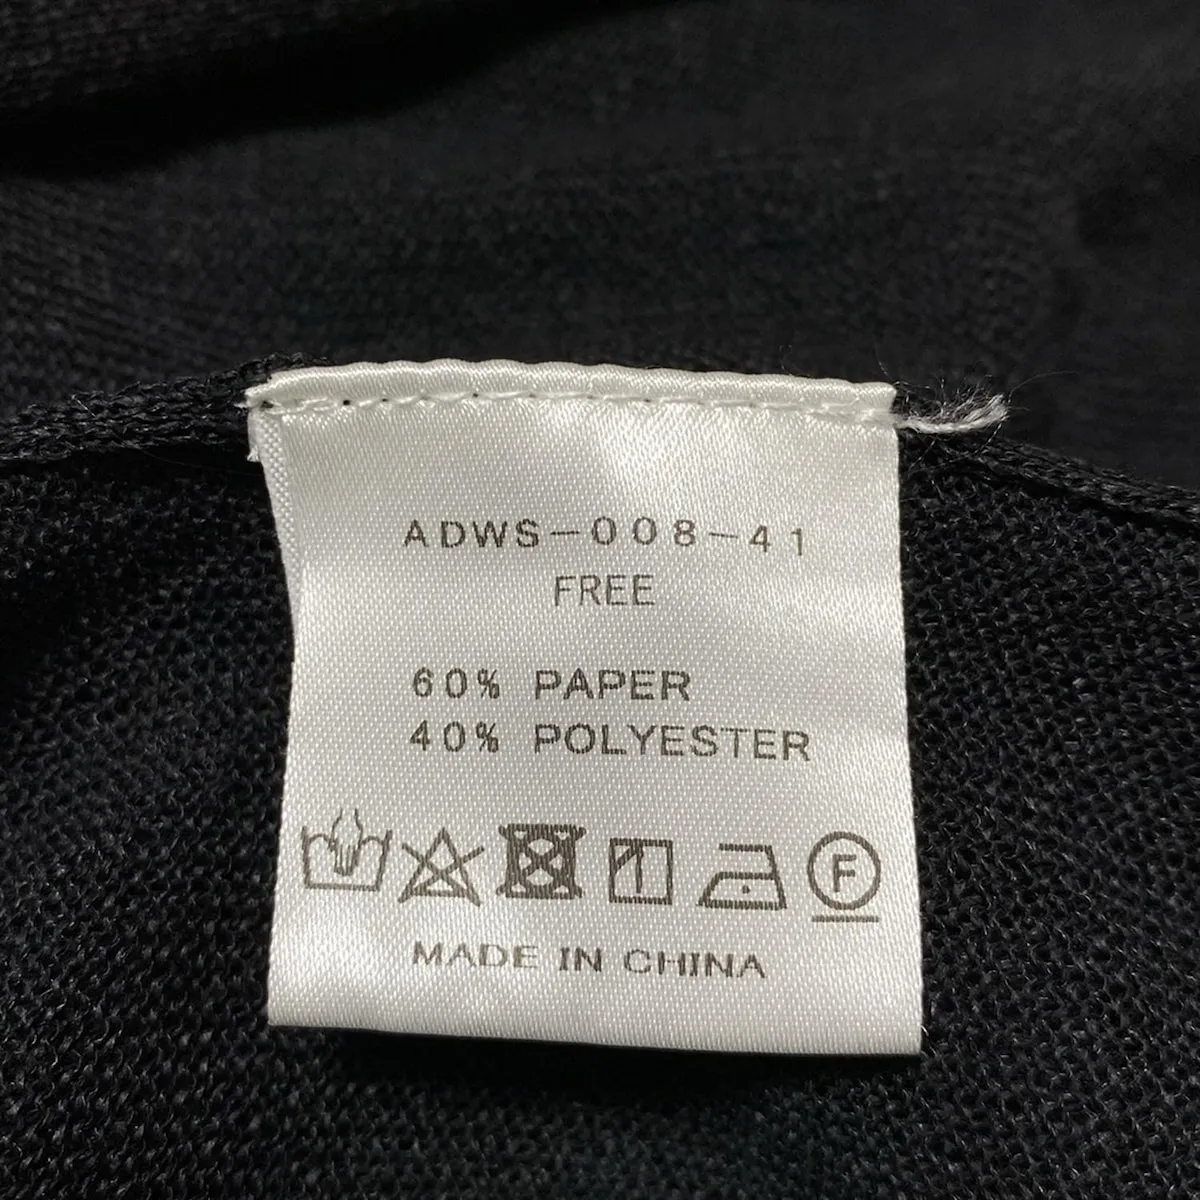 ADWS-008-41
FREE
60% PAPER
40% POLYESTER
F
MADE IN CHINA